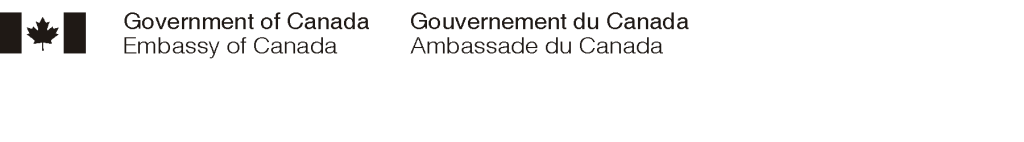 Government of Canada
Embassy of Canada
Gouvernement du Canada
Ambassade du Canada